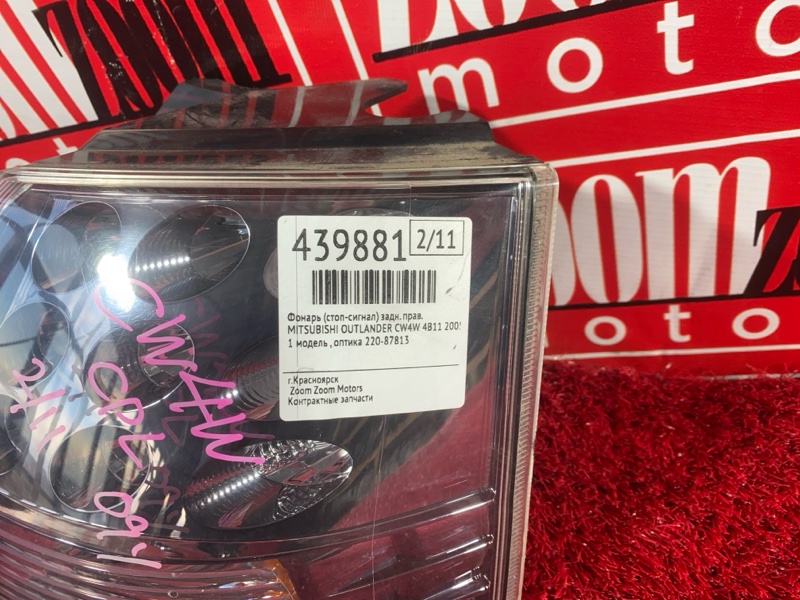 ZOOM
moto
ZOOM
motors
439881 2/11
Фонарь (стоп-сигнал) задн. прав.
MITSUBISHI OUTLANDER CW4W 4B11 200
1 модель , оптика 220-87813
г.Красноярск
Zoom Zoom Motors
Контрактные запчасти
CW4W
2/11